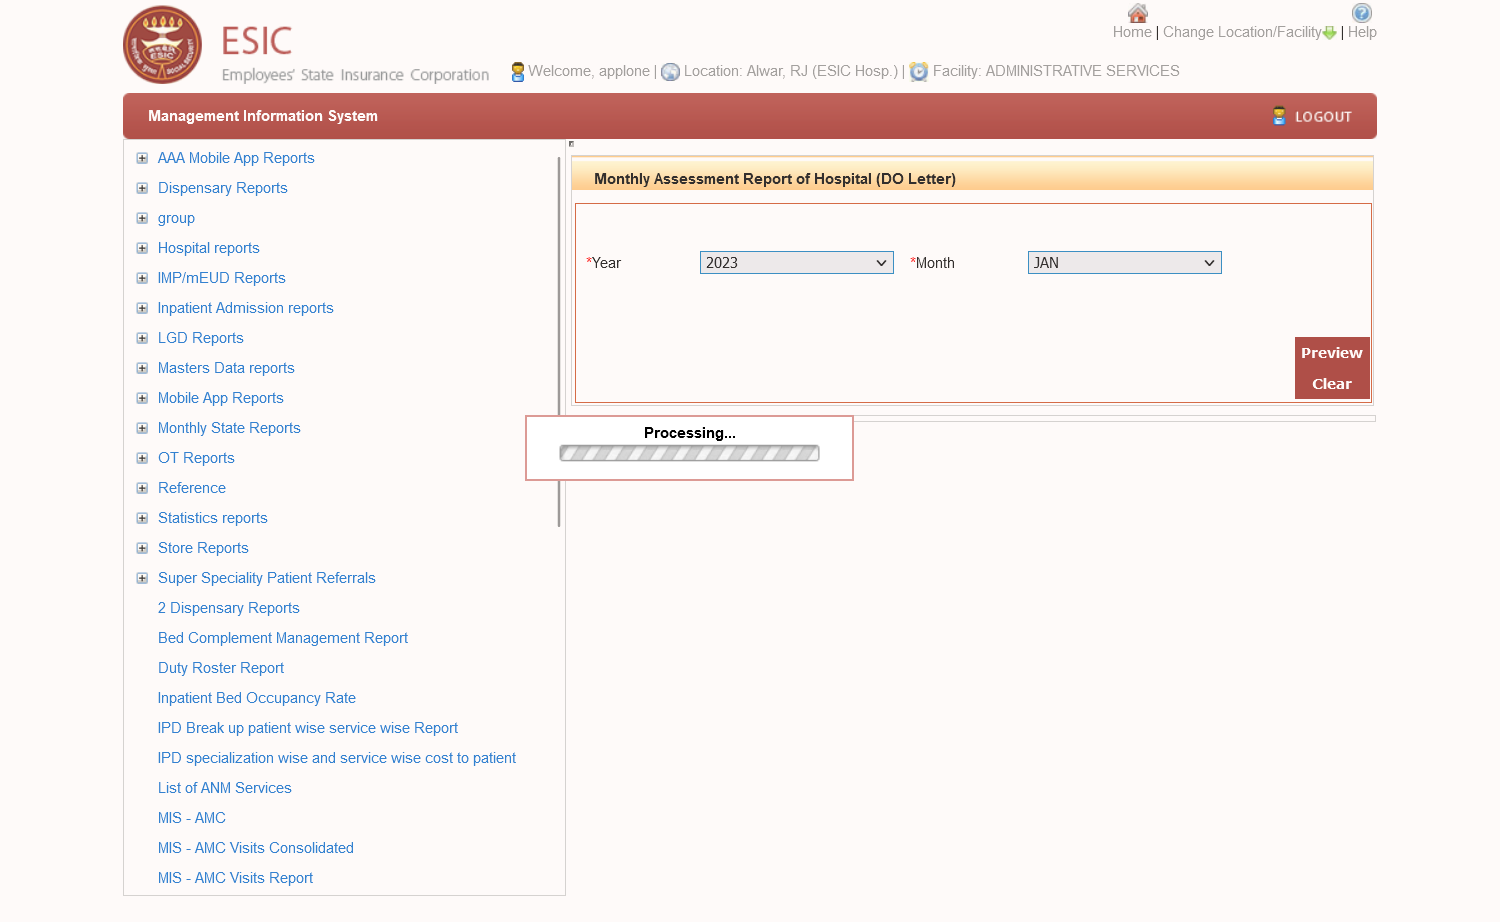 ESIC
Employees' State Insurance Corporation
Home | Change Location/Facility | Help
Welcome, applone | Location: Alwar, RJ (ESIC Hosp.) | Facility: ADMINISTRATIVE SERVICES
Management Information System
LOGOUT
AAA Mobile App Reports
Dispensary Reports
group
Hospital reports
IMP/mEUD Reports
Inpatient Admission reports
LGD Reports
Masters Data reports
Mobile App Reports
Monthly State Reports
OT Reports
Reference
Statistics reports
Store Reports
Super Speciality Patient Referrals
2 Dispensary Reports
Bed Complement Management Report
Duty Roster Report
Inpatient Bed Occupancy Rate
IPD Break up patient wise service wise Report
IPD specialization wise and service wise cost to patient
List of ANM Services
MIS - AMC
MIS - AMC Visits Consolidated
MIS - AMC Visits Report
Monthly Assessment Report of Hospital (DO Letter)
*Year 2023 *Month JAN
Preview
Clear
Processing...